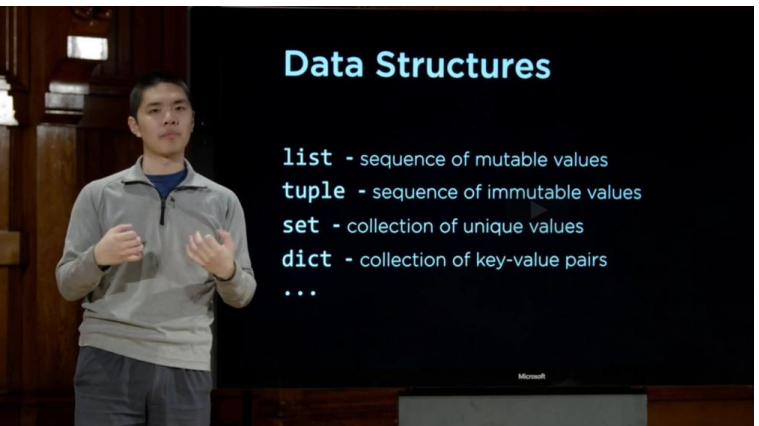 Data Structures
list - sequence of mutable values
tuple - sequence of immutable values
set - collection of unique values
dict - collection of key-value pairs
...
Microsoft